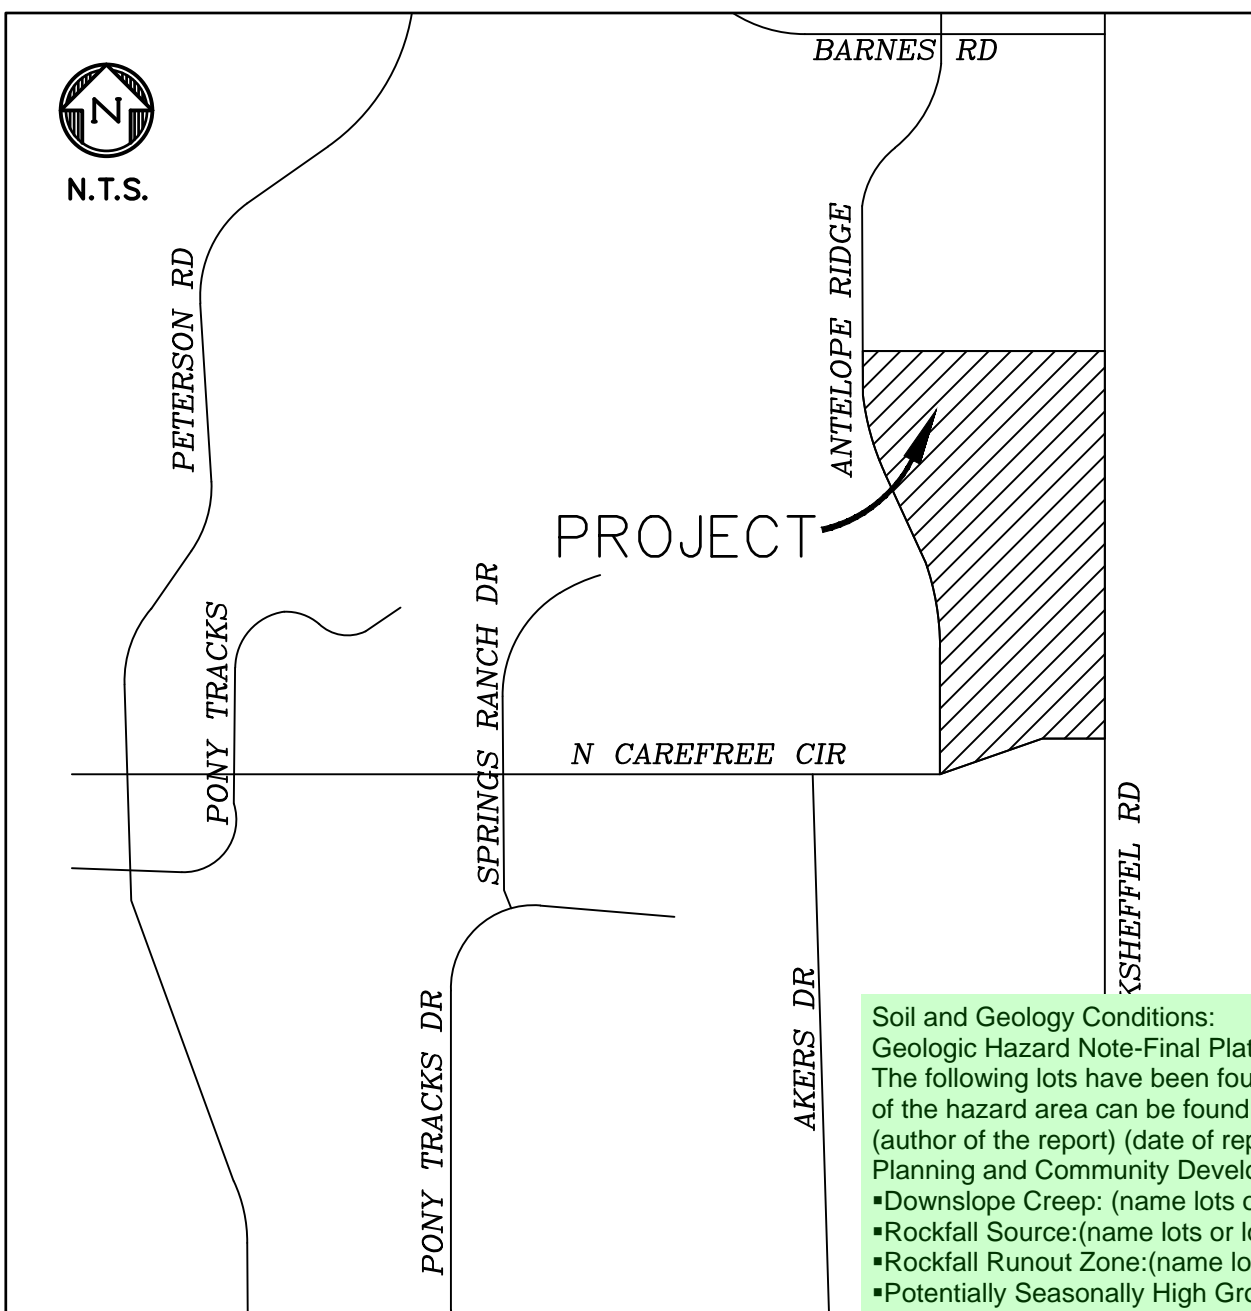 BARNES RD
N
N.T.S.
ANTELOPE RIDGE
PETERSON RD
PROJECT
SPRINGS RANCH DR
PONY TRACKS
N CAREFREE CIR
KSHEFFEL RD
AKERS DR
PONY TRACKS DR
Soil and Geology Conditions:
Geologic Hazard Note-Final Plat
The following lots have been fou
of the hazard area can be found
(author of the report) (date of rep
Planning and Community Develo
▪Downslope Creep: (name lots o
▪Rockfall Source:(name lots or lo
▪Rockfall Runout Zone:(name lo
▪Potentially Seasonally High Gro